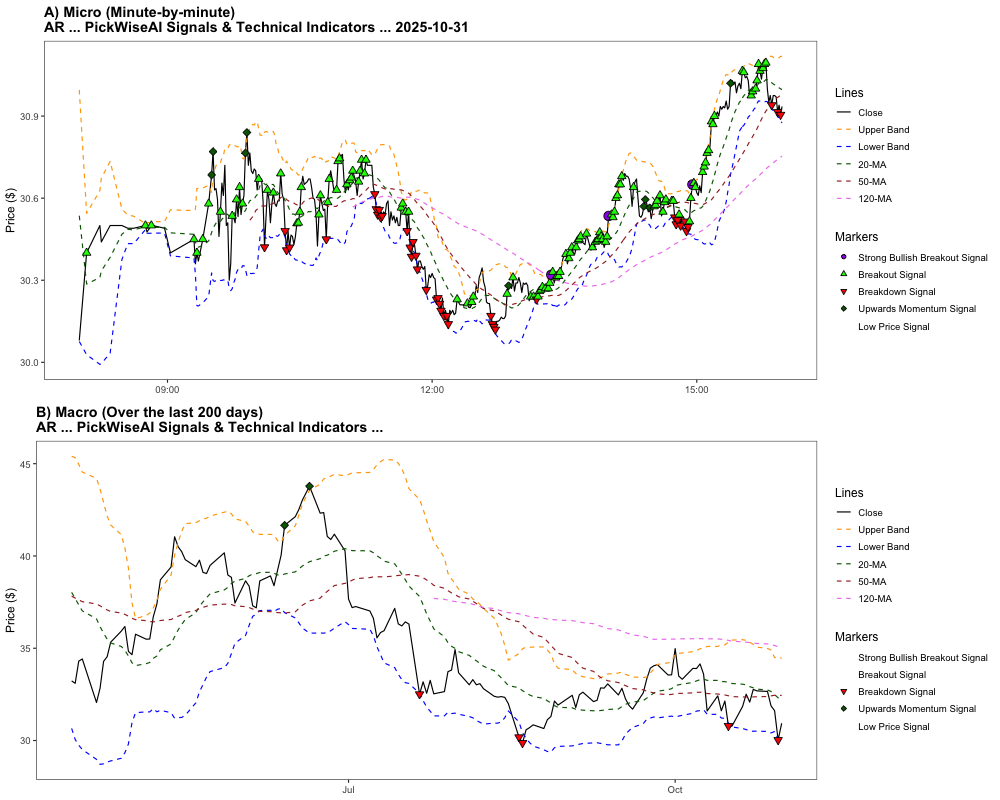 A) Micro (Minute-by-minute)
AR ... PickWiseAI Signals & Technical Indicators ... 2025-10-31
Price ($)
30.9
30.6
30.3
30.0
09:00
12:00
15:00
Lines
Close
Upper Band
Lower Band
20-MA
50-MA
120-MA
Markers
Strong Bullish Breakout Signal
Breakout Signal
Breakdown Signal
Upwards Momentum Signal
Low Price Signal
B) Macro (Over the last 200 days)
AR ... PickWiseAI Signals & Technical Indicators ...
Price ($)
45
40
35
30
Jul
Oct
Lines
Close
Upper Band
Lower Band
20-MA
50-MA
120-MA
Markers
Strong Bullish Breakout Signal
Breakout Signal
Breakdown Signal
Upwards Momentum Signal
Low Price Signal